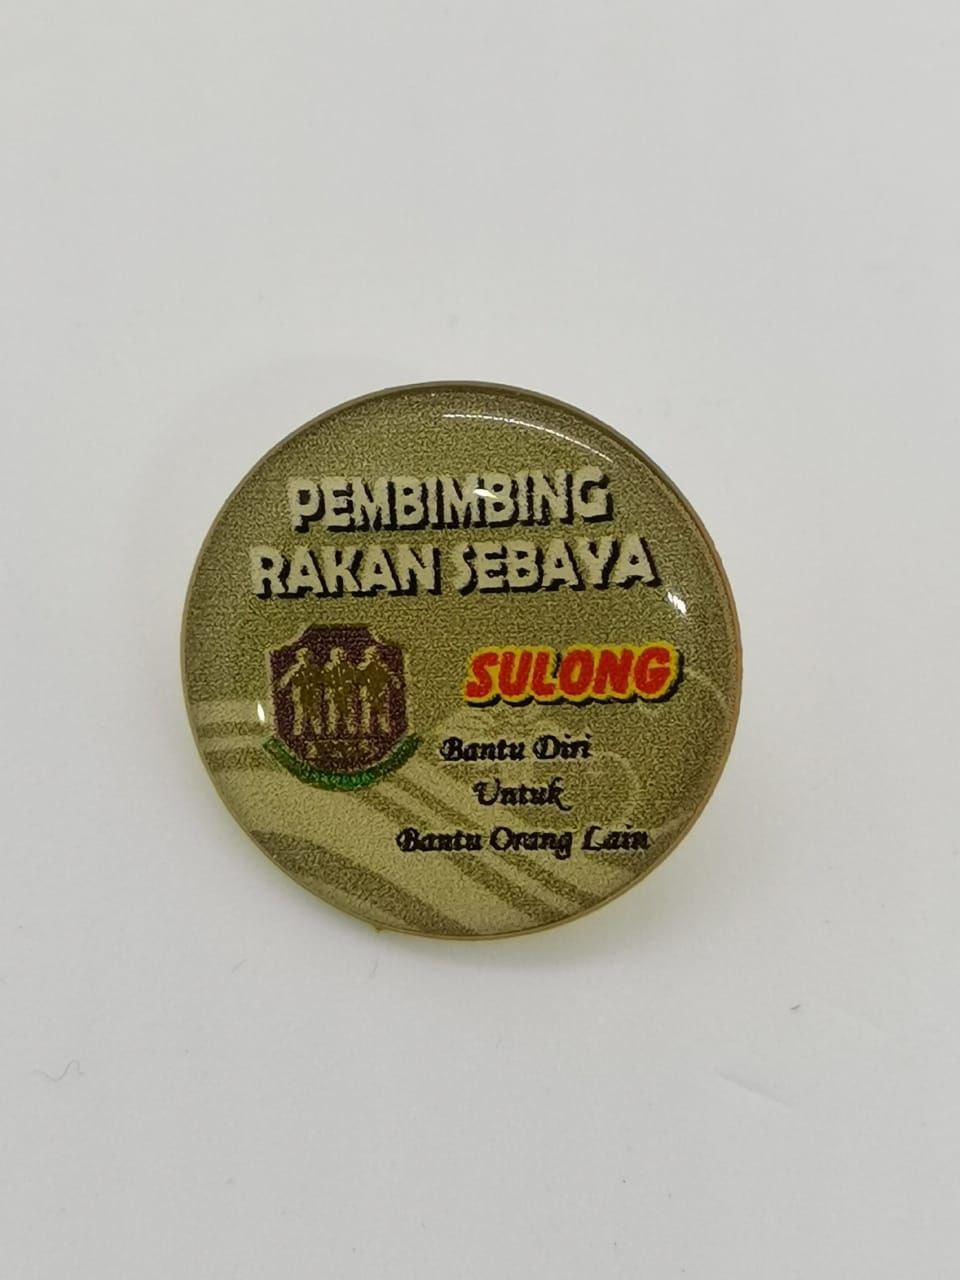 PEMBIMBING
RAKAN SEBAYA
SULONG
Bantu Diri
Untuk
Bantu Orang Lain